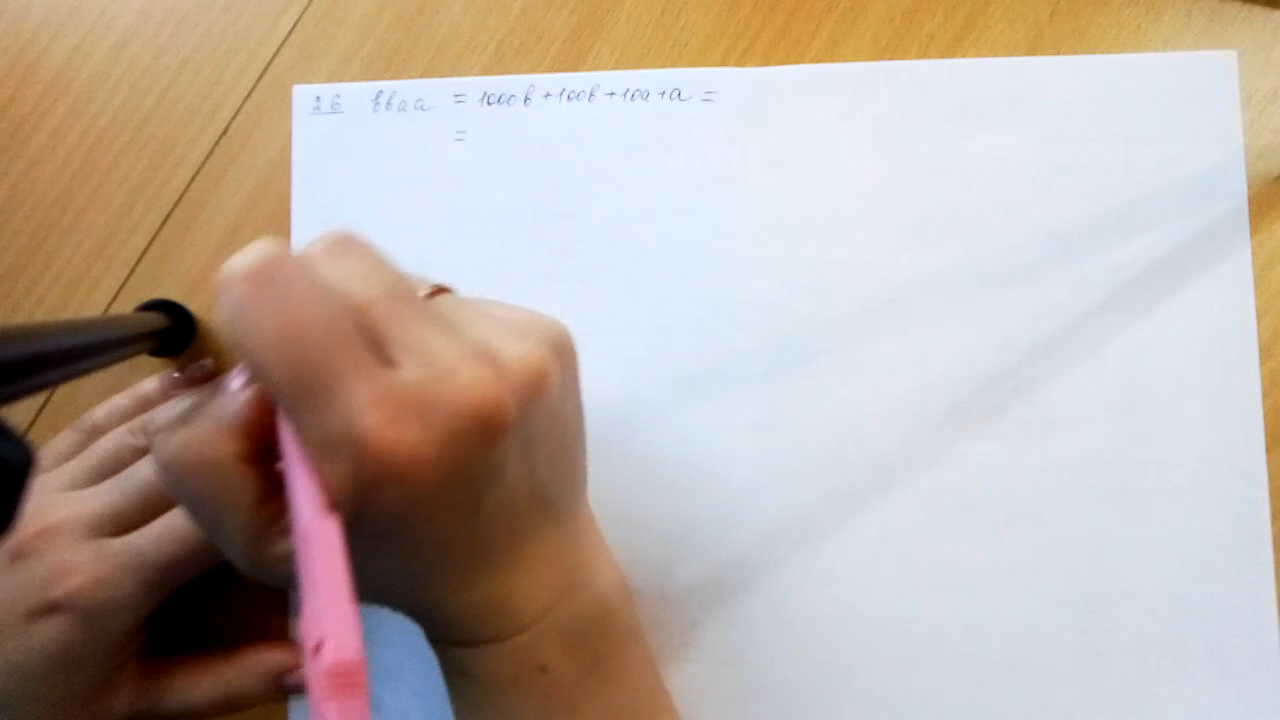 26 bbaa = 1000b + 100b + 10a + a =
=